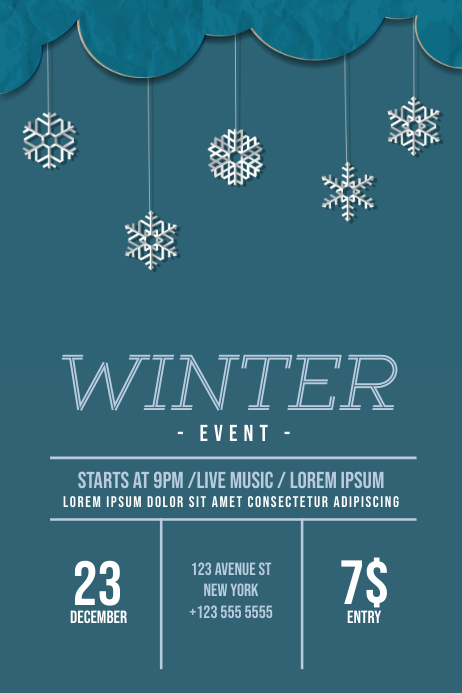 WINTER
- EVENT -
STARTS AT 9PM /LIVE MUSIC / LOREM IPSUM
LOREM IPSUM DOLOR SIT AMET CONSECTETUR ADIPISCING
23
DECEMBER
123 AVENUE ST
NEW YORK
+123 555 5555
7$
ENTRY